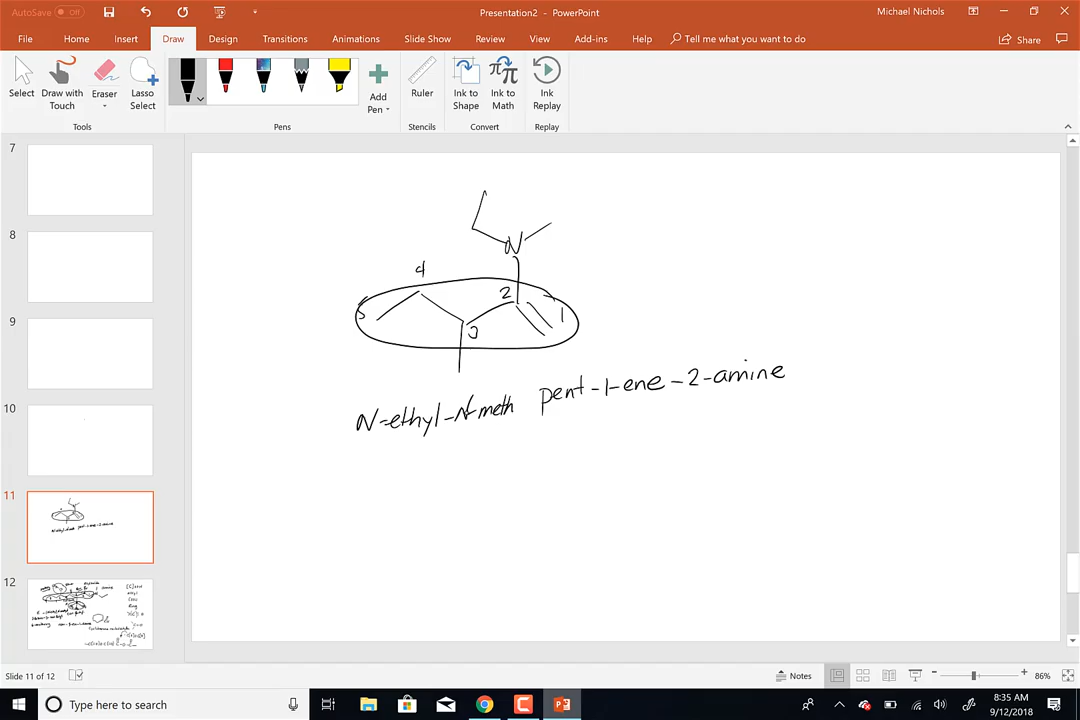 AutoSave Off
Presentation2 - PowerPoint
Michael Nichols
File Home Insert Draw Design Transitions Animations Slide Show Review View Add-ins Help Tell me what you want to do Share
Select Draw with Touch Eraser Lasso Select
Add Pen
Ruler
Ink to Shape Ink to Math
Ink Replay
Tools Pens Stencils Convert Replay
7
8
9
10
11
12
N
4
5 3 2 1
pent-1-ene-2-amine
N-ethyl-N-meth
Slide 11 of 12
Notes
86%
Type here to search
8:35 AM
9/12/2018